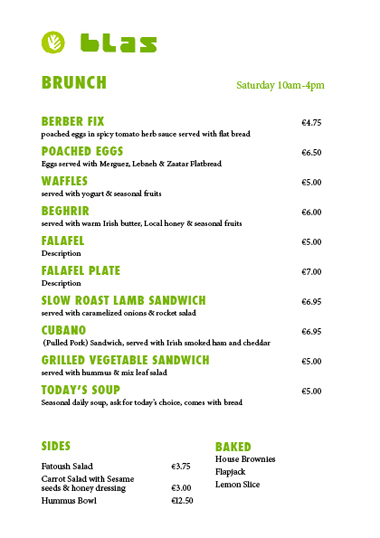 blas
BRUNCH
Saturday 10am-4pm
BERBER FIX €4.75
poached eggs in spicy tomato herb sauce served with flat bread
POACHED EGGS €6.50
Eggs served with Merguez, Lebneh & Zaatar Flatbread
WAFFLES €5.00
served with yogurt & seasonal fruits
BEGHRIR €6.00
served with warm Irish butter, Local honey & seasonal fruits
FALAFEL €5.00
Description
FALAFEL PLATE €7.00
Description
SLOW ROAST LAMB SANDWICH €6.95
served with caramelized onions & rocket salad
CUBANO €6.95
(Pulled Pork) Sandwich, served with Irish smoked ham and cheddar
GRILLED VEGETABLE SANDWICH €5.00
served with hummus & mix leaf salad
TODAY'S SOUP €5.00
Seasonal daily soup, ask for today's choice, comes with bread
SIDES
Fatoush Salad €3.75
Carrot Salad with Sesame
seeds & honey dressing €3.00
Hummus Bowl €12.50
BAKED
House Brownies
Flapjack
Lemon Slice